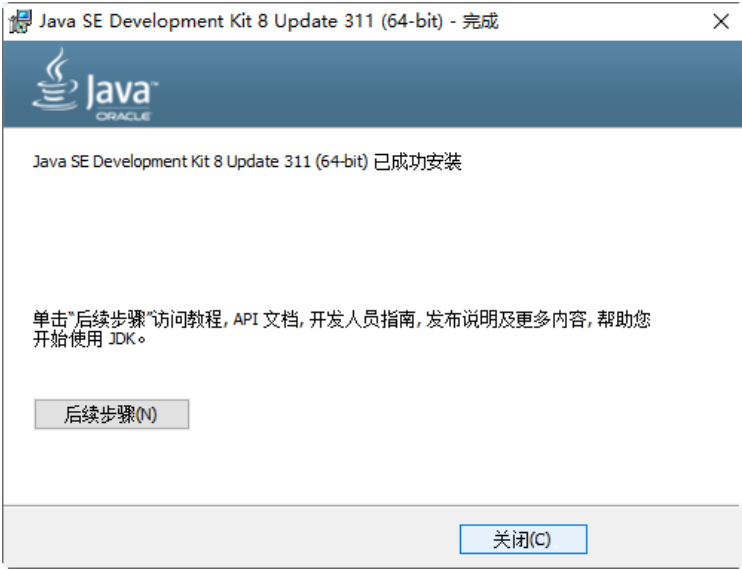 Java SE Development Kit 8 Update 311 (64-bit) - 完成
Java™
ORACLE
Java SE Development Kit 8 Update 311 (64-bit) 已成功安装
单击“后续步骤”访问教程, API 文档, 开发人员指南, 发布说明及更多内容, 帮助您
开始使用 JDK。
后续步骤(N)
关闭(C)